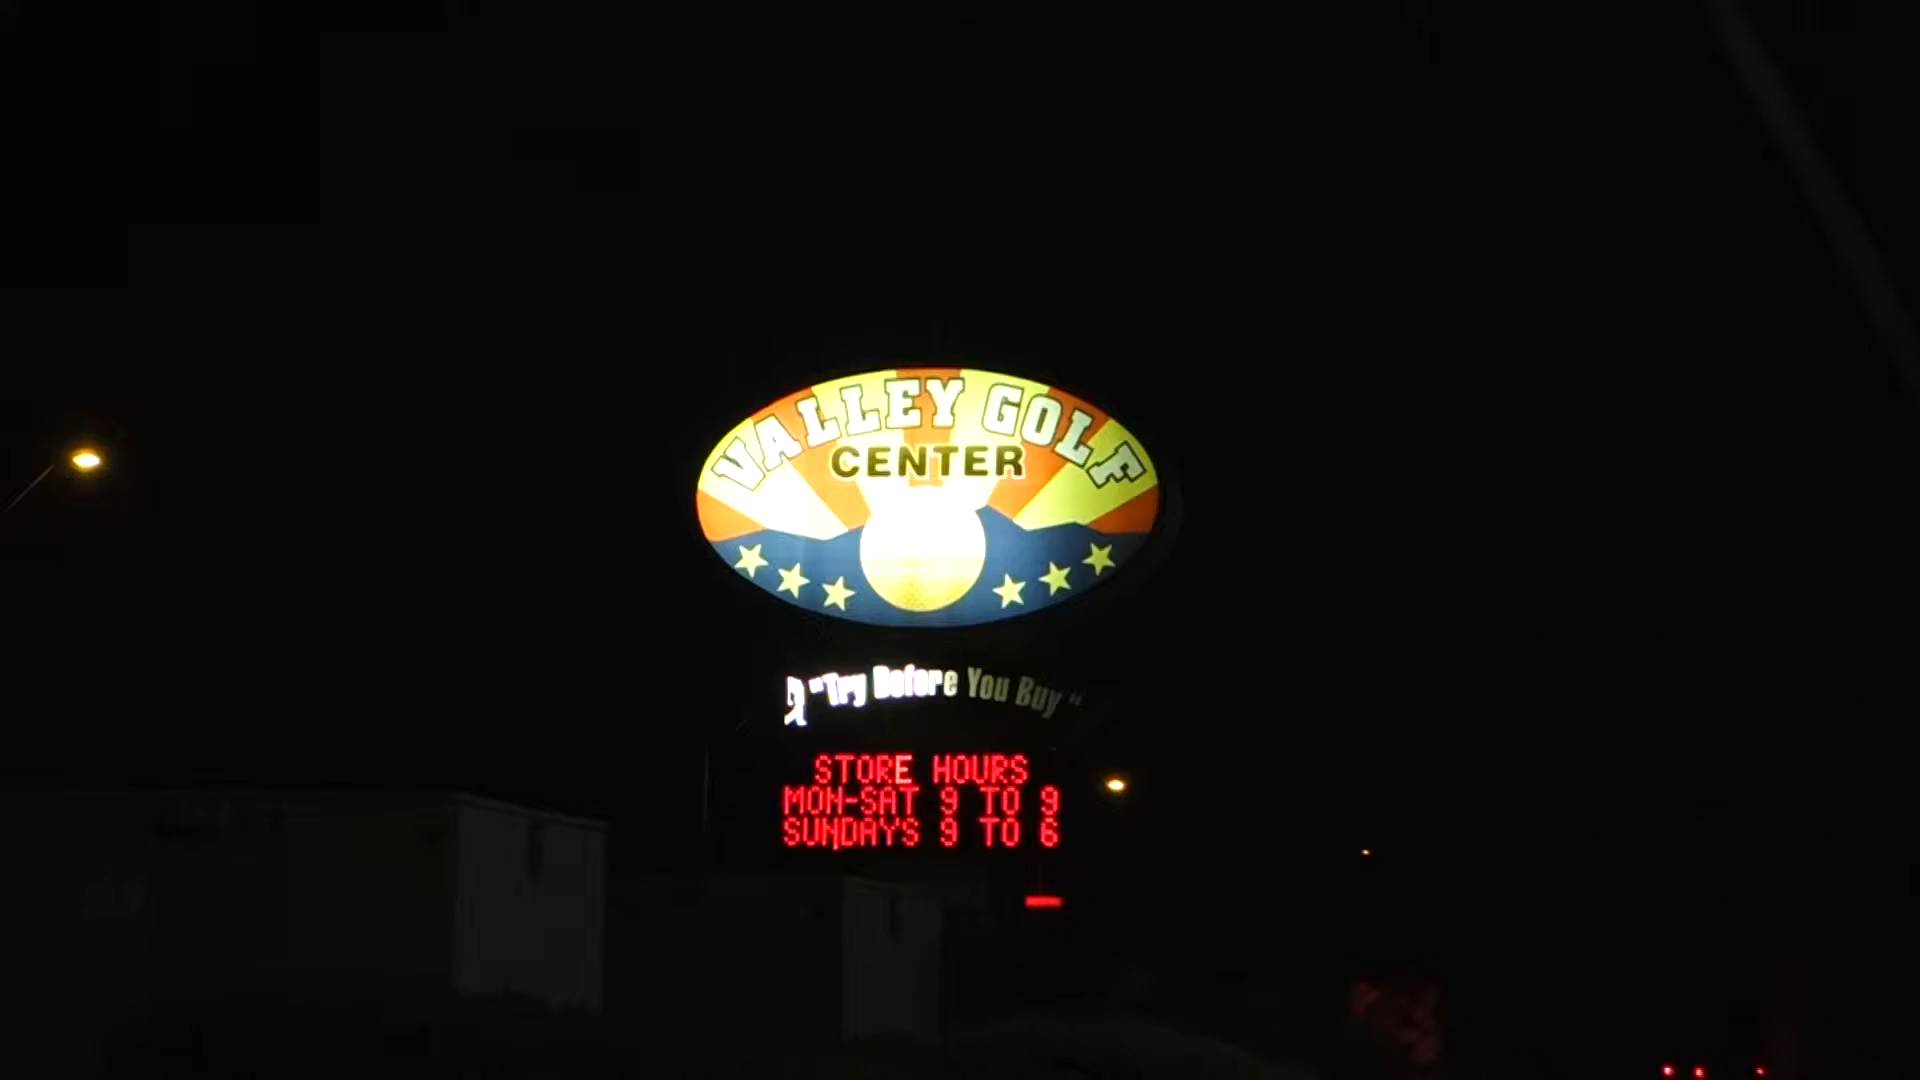 VALLEY GOLF
CENTER
"Try Before You Buy"
STORE HOURS
MON-SAT 9 TO 9
SUNDAYS 9 TO 6